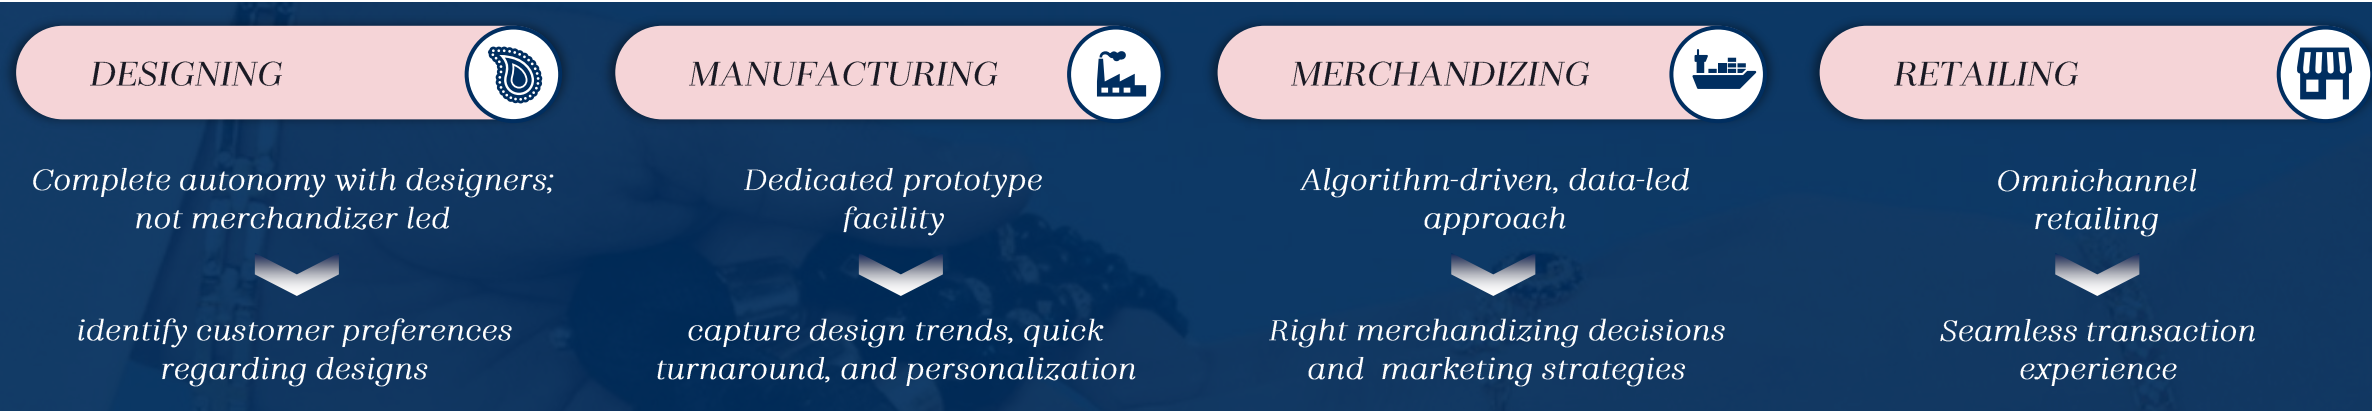 DESIGNING
Complete autonomy with designers;
not merchandizer led
identify customer preferences
regarding designs
MANUFACTURING
Dedicated prototype
facility
capture design trends, quick
turnaround, and personalization
MERCHANDIZING
Algorithm-driven, data-led
approach
Right merchandizing decisions
and marketing strategies
RETAILING
Omnichannel
retailing
Seamless transaction
experience